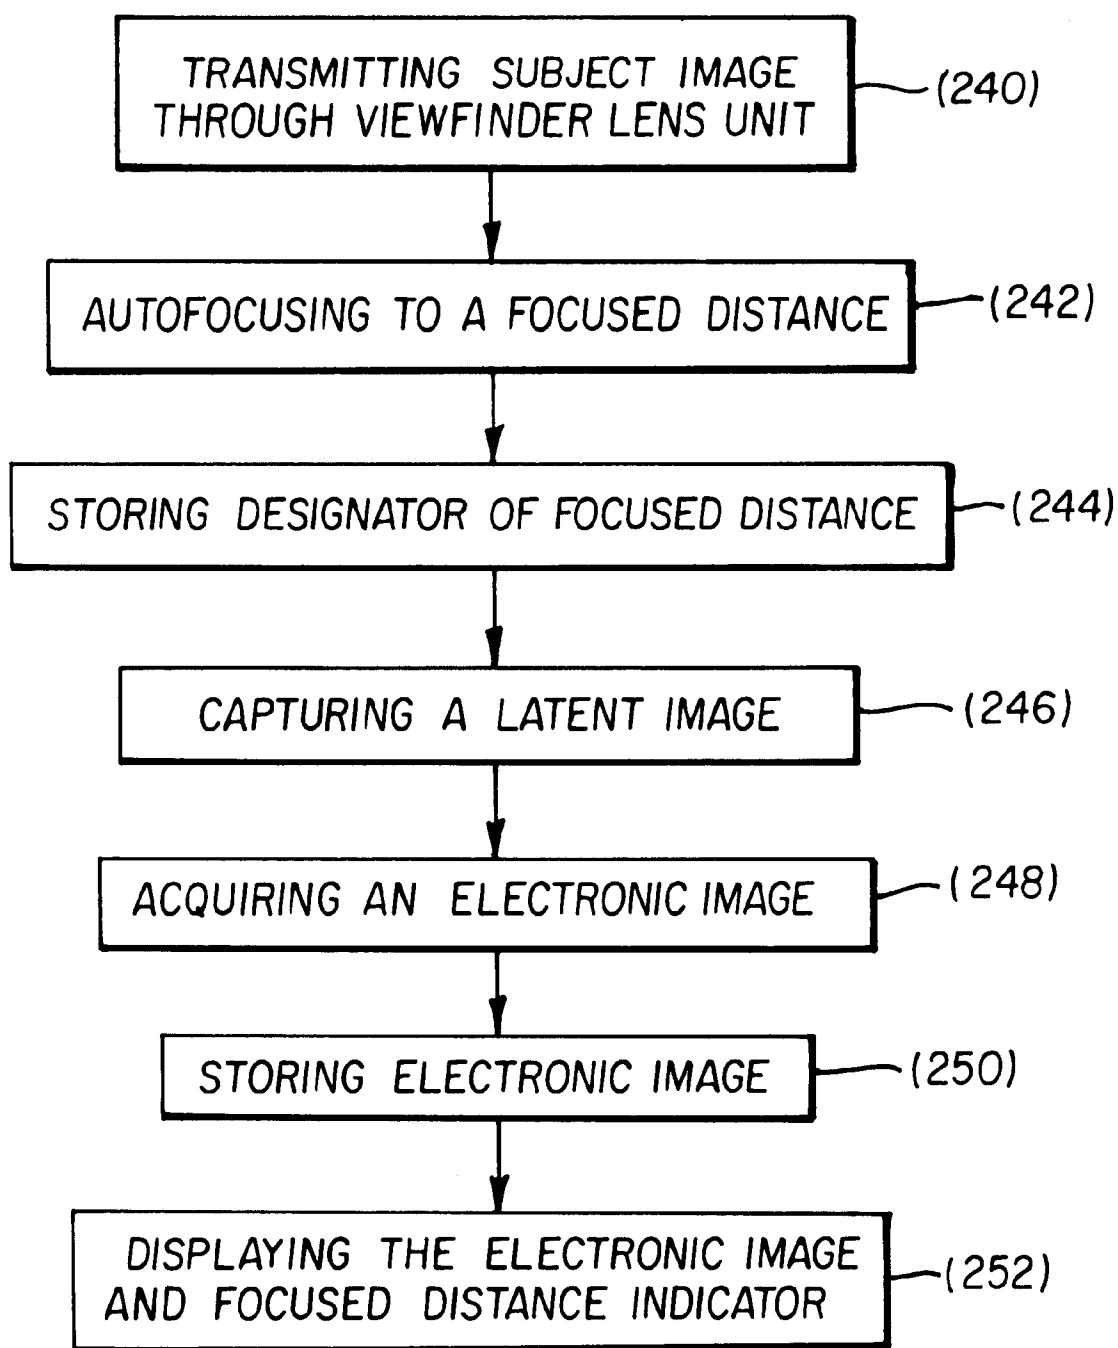 TRANSMITTING SUBJECT IMAGE
THROUGH VIEWFINDER LENS UNIT
(240)
AUTOFOCUSING TO A FOCUSED DISTANCE
(242)
STORING DESIGNATOR OF FOCUSED DISTANCE
(244)
CAPTURING A LATENT IMAGE
(246)
ACQUIRING AN ELECTRONIC IMAGE
(248)
STORING ELECTRONIC IMAGE
(250)
DISPLAYING THE ELECTRONIC IMAGE
AND FOCUSED DISTANCE INDICATOR
(252)